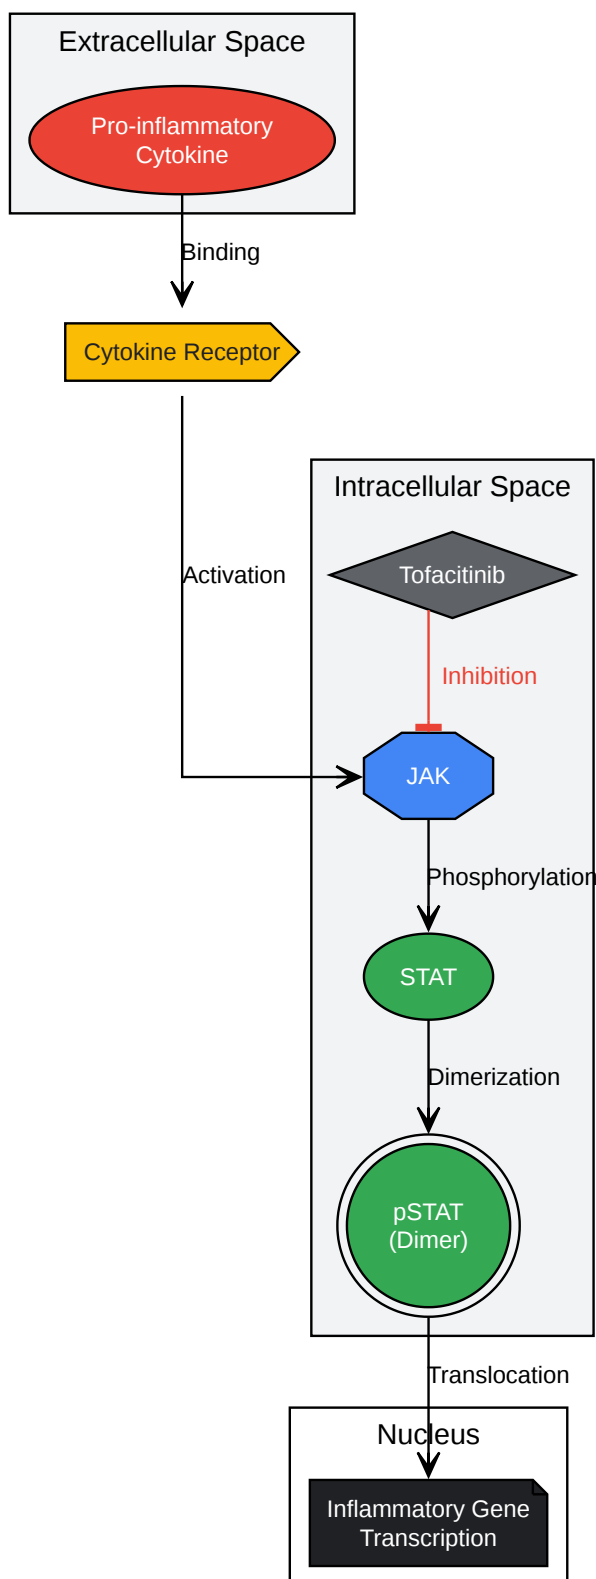 Extracellular Space
Pro-inflammatory
Cytokine
Binding
Cytokine Receptor
Intracellular Space
Tofacitinib
Activation
Inhibition
JAK
Phosphorylation
STAT
Dimerization
pSTAT
(Dimer)
Translocation
Nucleus
Inflammatory Gene
Transcription